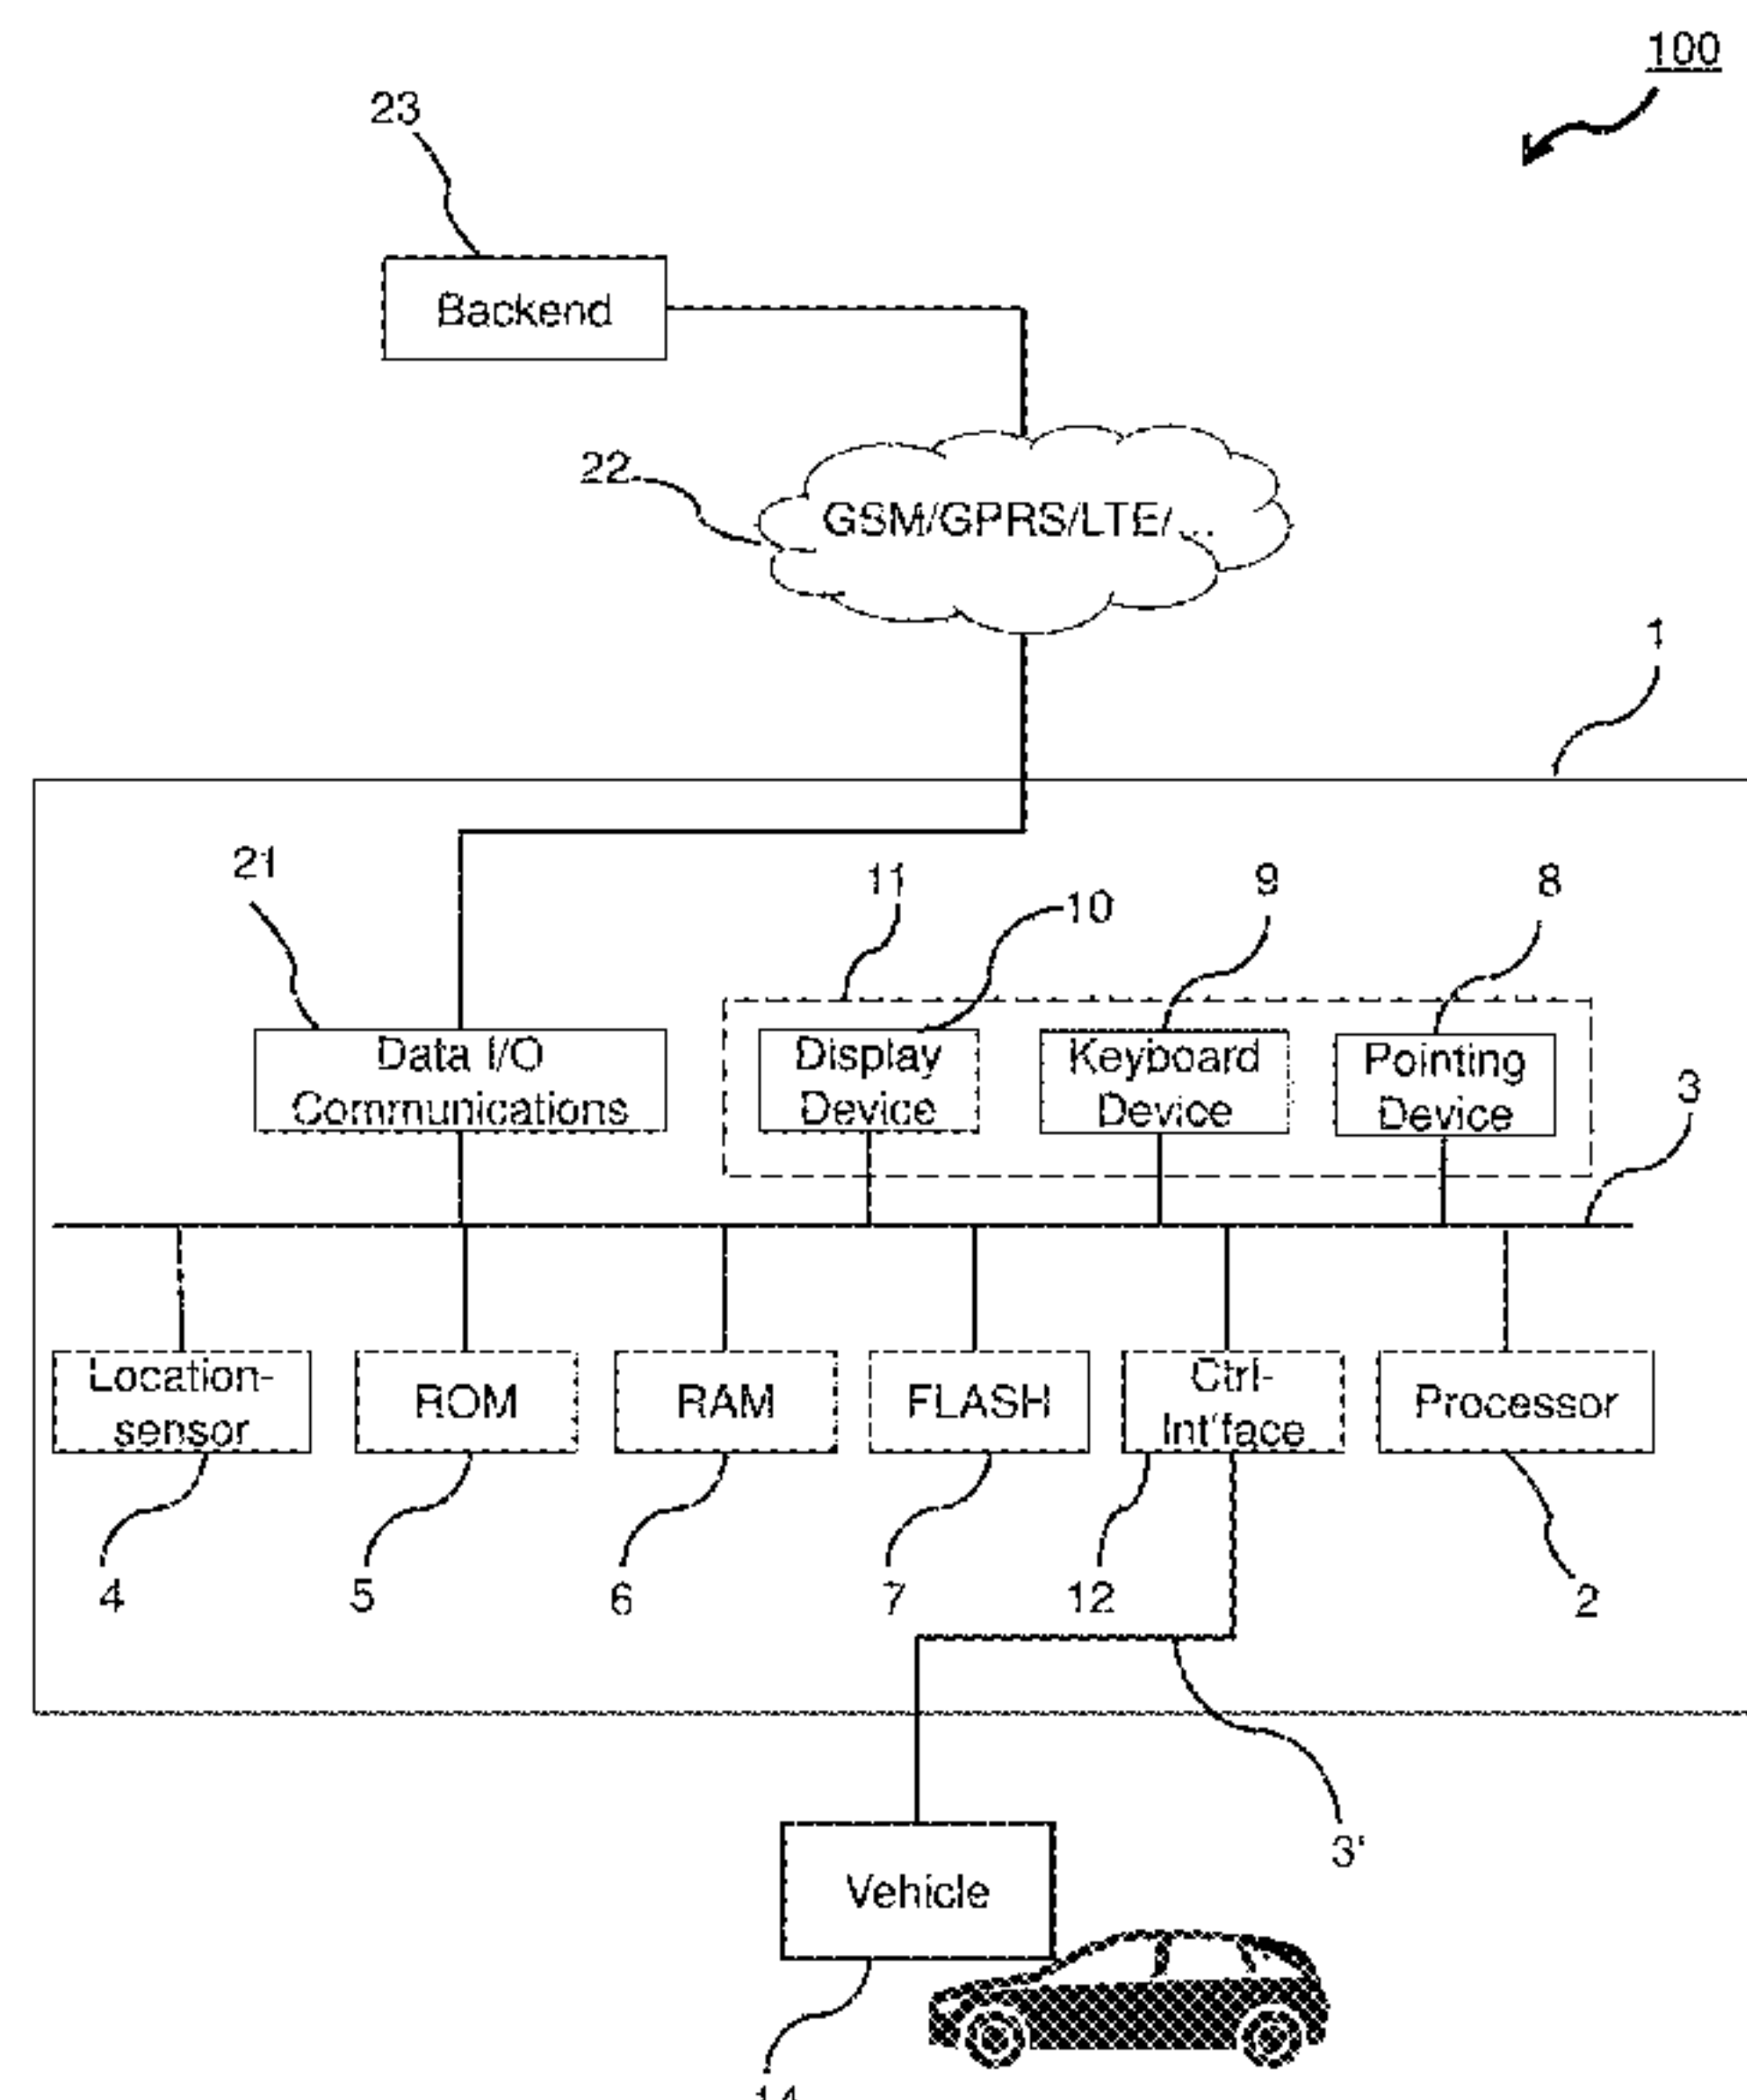 100
23
Backend
22
GSM/GPRS/LTE/...
1
21
11
10
9
8
Data I/O
Communications
Display
Device
Keyboard
Device
Pointing
Device
3
Location-
sensor
ROM
RAM
FLASH
Ctrl-
Int'face
Processor
4
5
6
7
12
2
3'
Vehicle
14